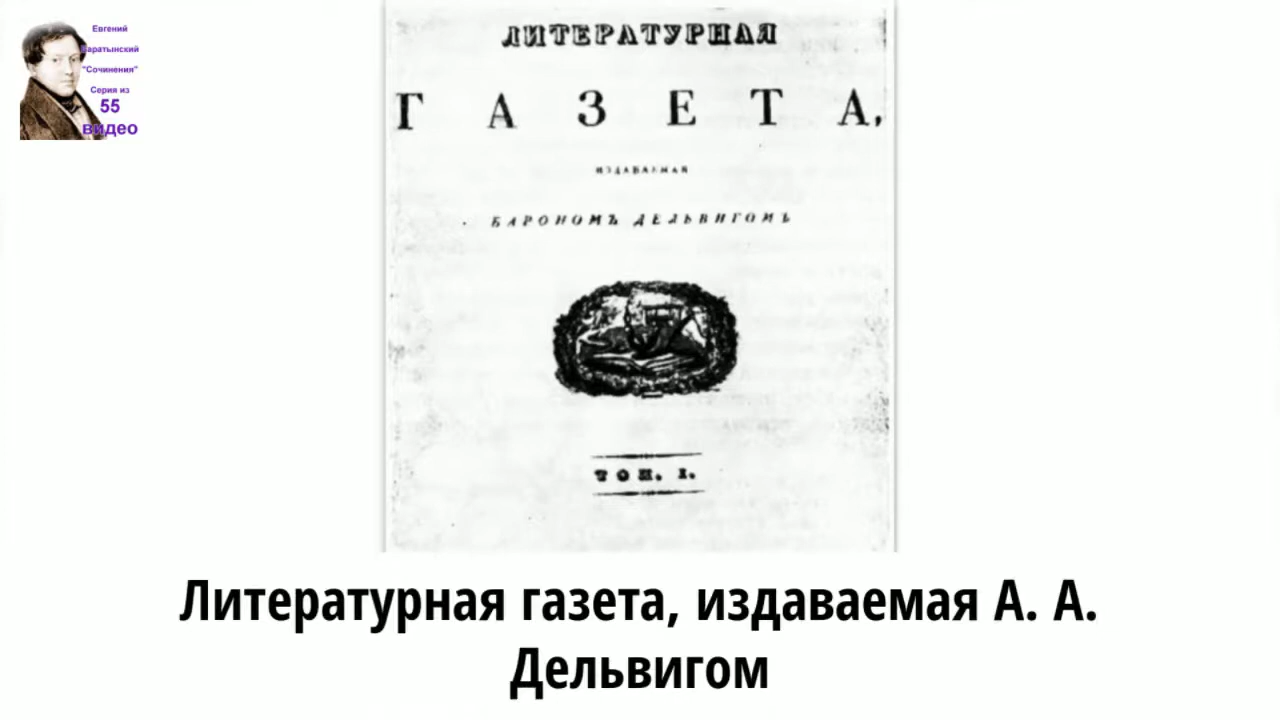 Евгений
Баратынский
"Сочинения"
Серия из
55
видео
ЛИТЕРАТУРНАЯ
ГАЗЕТА,
ИЗДАВАЕМАЯ
БАРОНОМЪ ДЕЛЬВИГОМЪ
ТОМ. I.
Литературная газета, издаваемая А. А.
Дельвигом